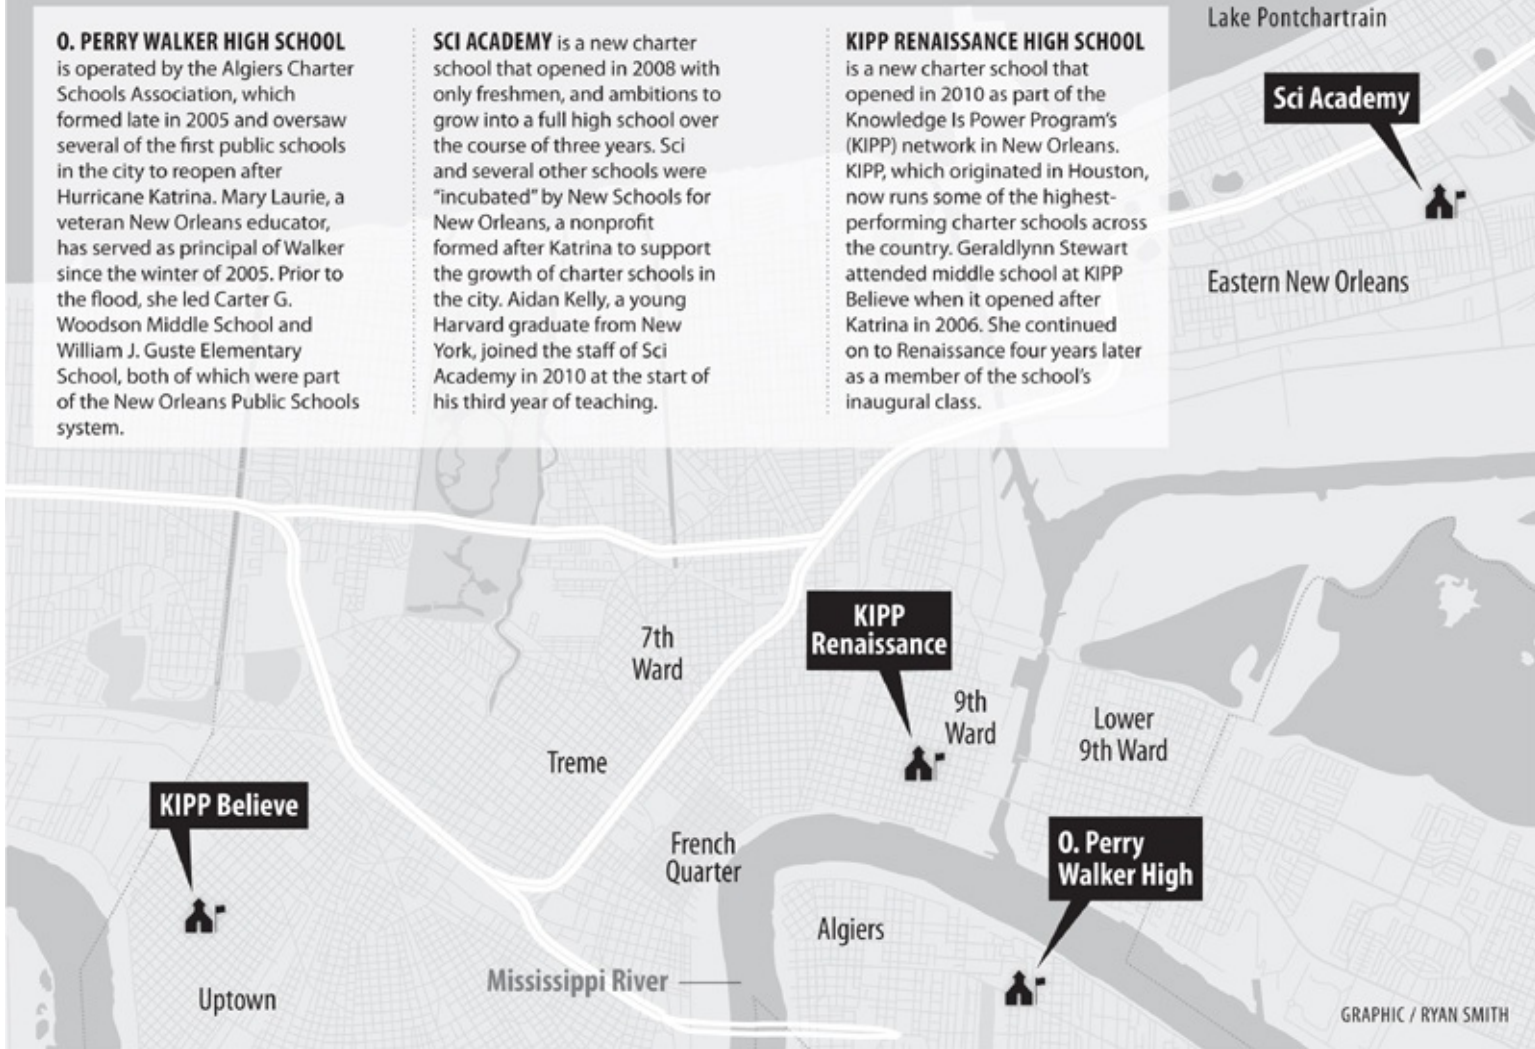 O. PERRY WALKER HIGH SCHOOL
is operated by the Algiers Charter
Schools Association, which
formed late in 2005 and oversaw
several of the first public schools
in the city to reopen after
Hurricane Katrina. Mary Laurie, a
veteran New Orleans educator,
has served as principal of Walker
since the winter of 2005. Prior to
the flood, she led Carter G.
Woodson Middle School and
William J. Guste Elementary
School, both of which were part
of the New Orleans Public Schools
system.
SCI ACADEMY is a new charter
school that opened in 2008 with
only freshmen, and ambitions to
grow into a full high school over
the course of three years. Sci
and several other schools were
“incubated” by New Schools for
New Orleans, a nonprofit
formed after Katrina to support
the growth of charter schools in
the city. Aidan Kelly, a young
Harvard graduate from New
York, joined the staff of Sci
Academy in 2010 at the start of
his third year of teaching.
KIPP RENAISSANCE HIGH SCHOOL
is a new charter school that
opened in 2010 as part of the
Knowledge Is Power Program’s
(KIPP) network in New Orleans.
KIPP, which originated in Houston,
now runs some of the highest-
performing charter schools across
the country. Geraldlynn Stewart
attended middle school at KIPP
Believe when it opened after
Katrina in 2006. She continued
on to Renaissance four years later
as a member of the school’s
inaugural class.
Lake Pontchartrain
Sci Academy
Eastern New Orleans
KIPP
Renaissance
7th
Ward
9th
Ward
Lower
9th Ward
Treme
KIPP Believe
French
Quarter
O. Perry
Walker High
Algiers
Mississippi River
Uptown
GRAPHIC / RYAN SMITH